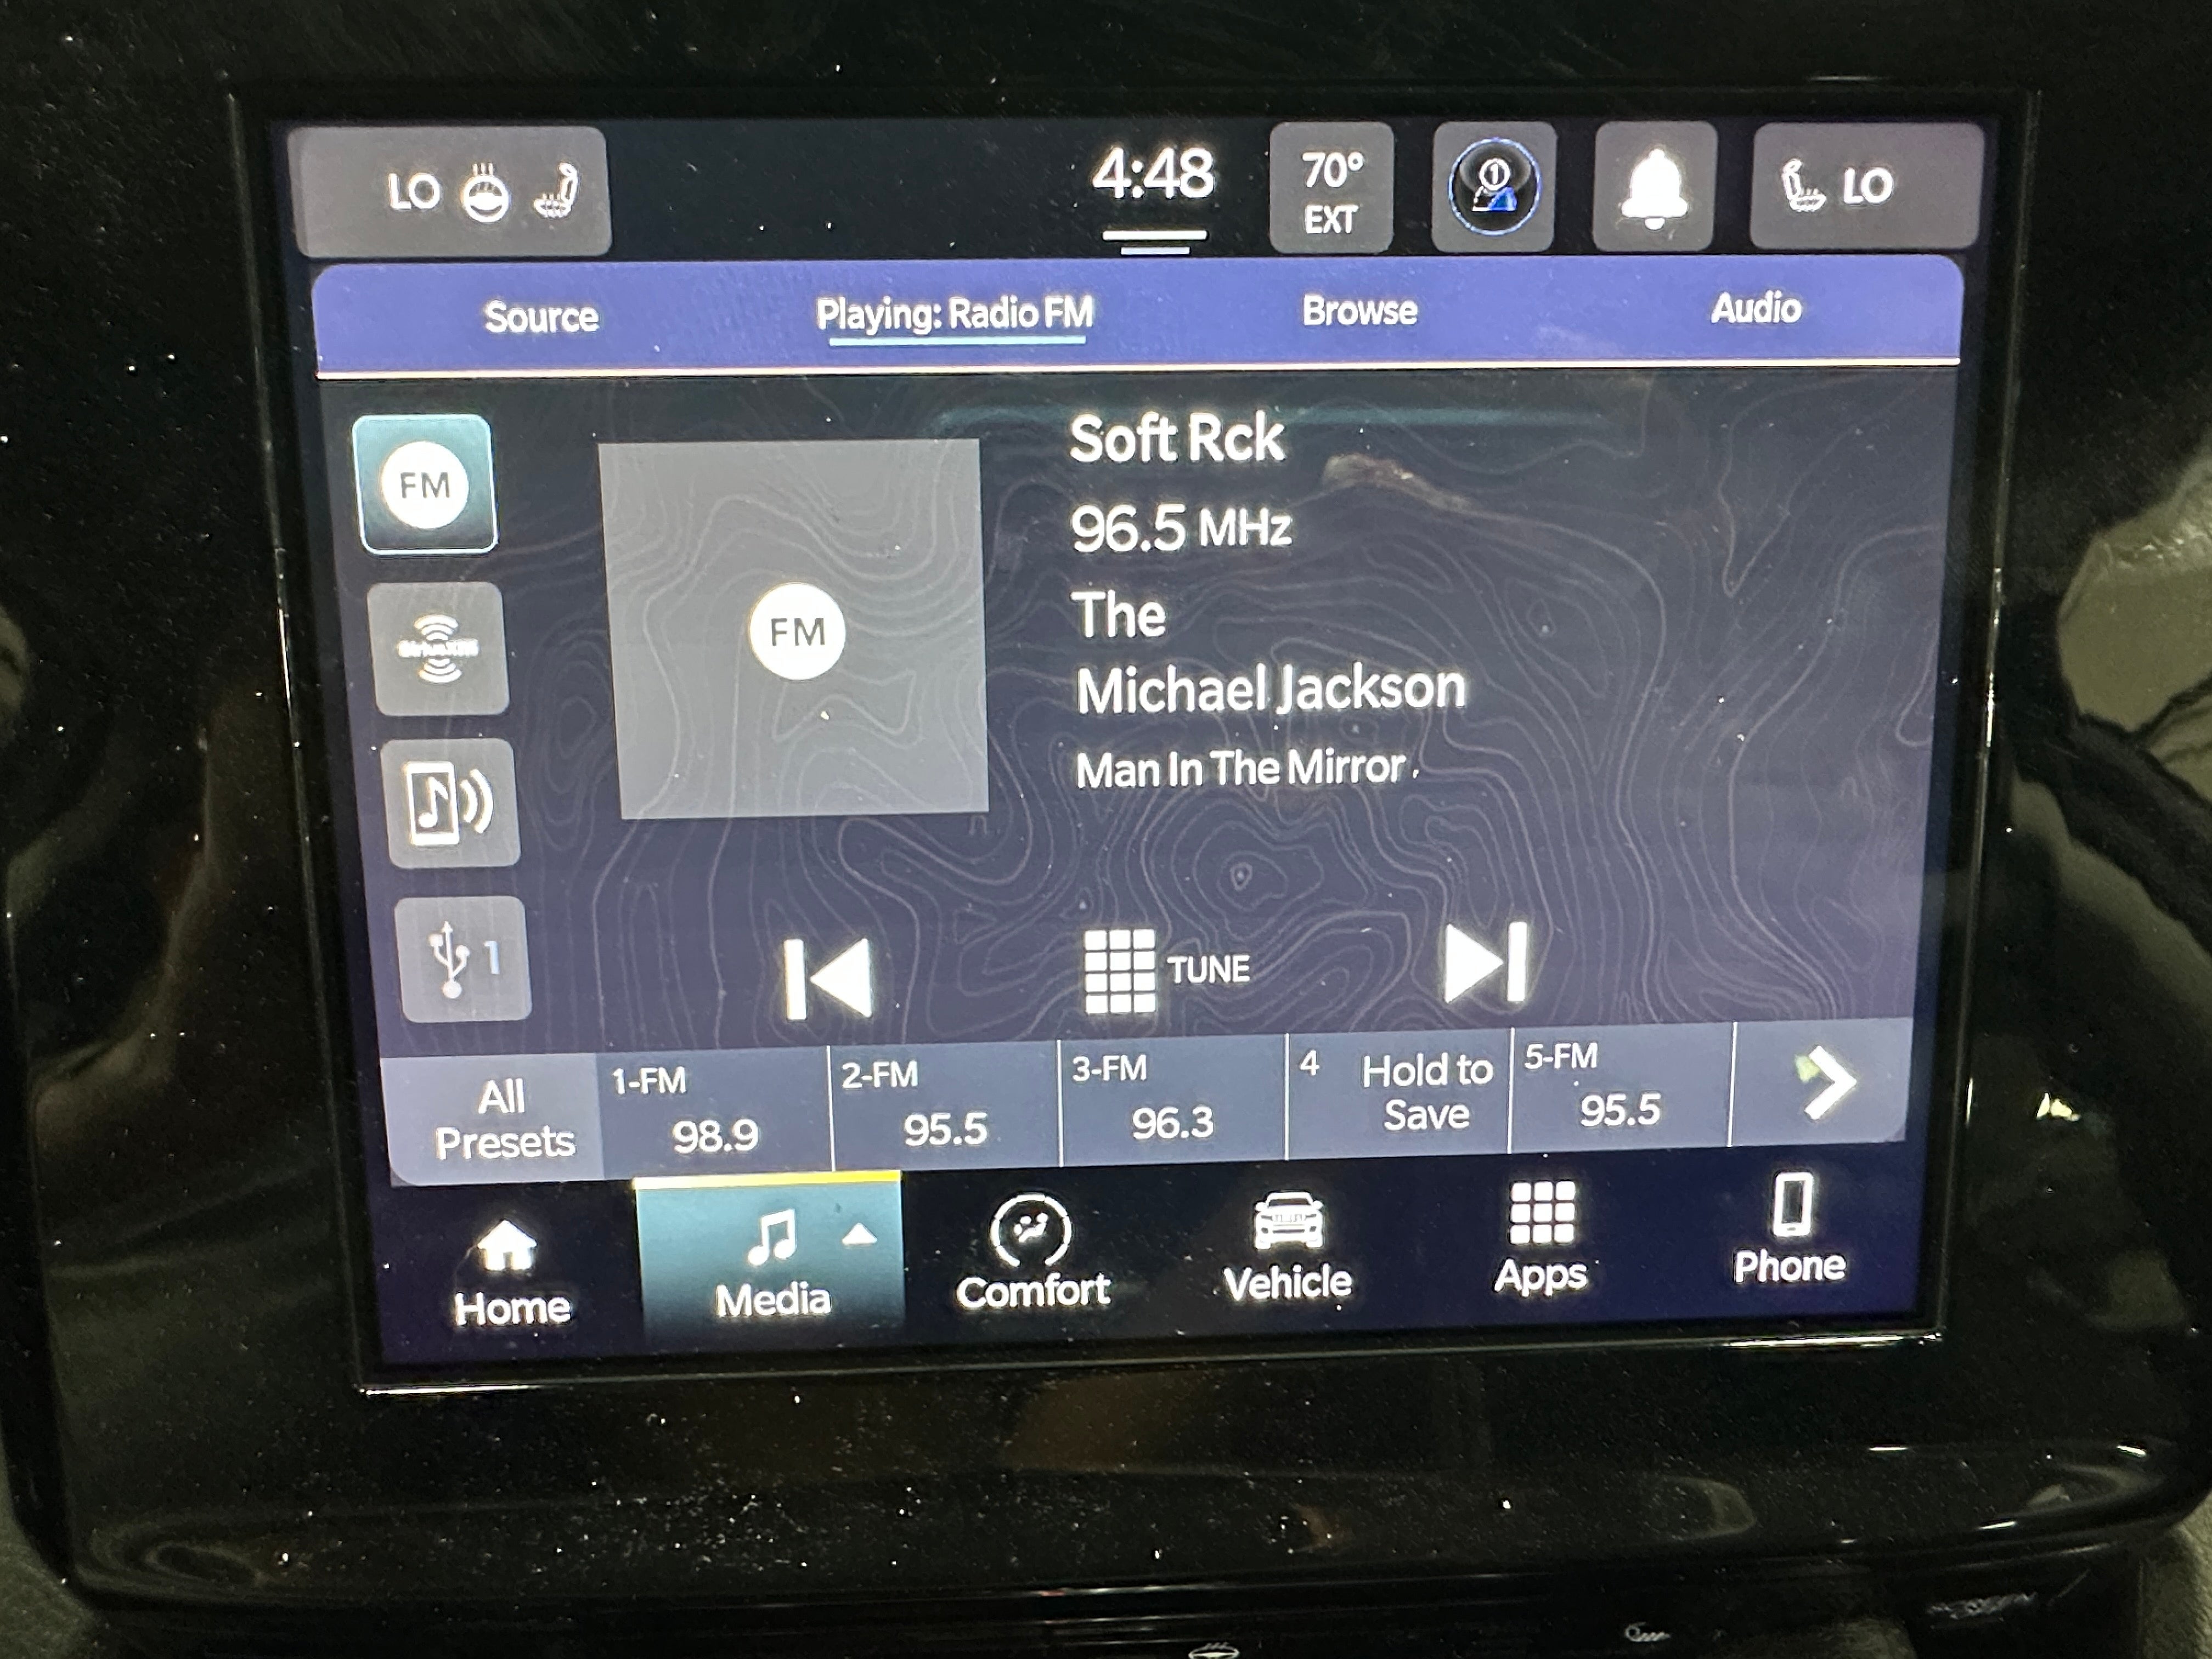 LO
4:48
70°
EXT
1
LO
Source
Playing: Radio FM
Browse
Audio
FM
SiriusXM
1
FM
Soft Rck
96.5 MHz
The
Michael Jackson
Man In The Mirror.
TUNE
All
Presets
1-FM
98.9
2-FM
95.5
3-FM
96.3
4
Hold to
Save
5-FM
95.5
Home
Media
Comfort
Vehicle
Apps
Phone